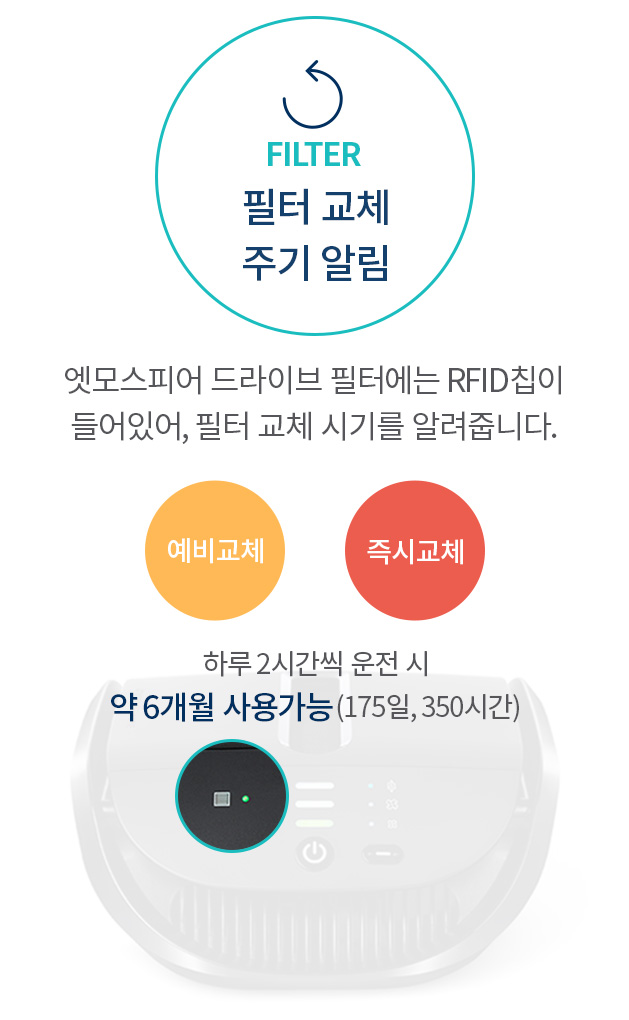 FILTER
필터 교체
주기 알림
엣모스피어 드라이브 필터에는 RFID칩이
들어있어, 필터 교체 시기를 알려줍니다.
예비교체
즉시교체
하루 2시간씩 운전 시
약 6개월 사용가능(175일, 350시간)